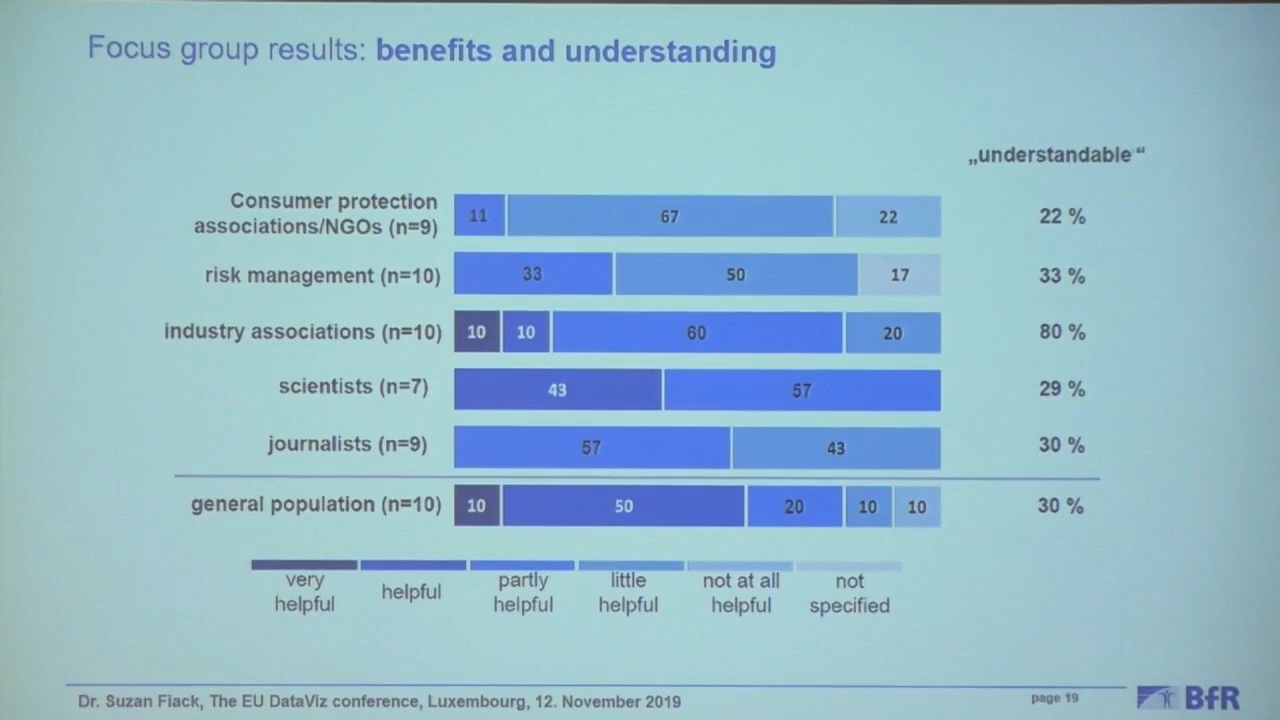 Focus group results: benefits and understanding
„understandable“
Consumer protection
associations/NGOs (n=9)
11 67 22
22 %
risk management (n=10)
33 50 17
33 %
industry associations (n=10)
10 10 60 20
80 %
scientists (n=7)
43 57
29 %
journalists (n=9)
57 43
30 %
general population (n=10)
10 50 20 10 10
30 %
very
helpful
helpful
partly
helpful
little
helpful
not at all
helpful
not
specified
Dr. Suzan Fiack, The EU DataViz conference, Luxembourg, 12. November 2019
page 19
BfR